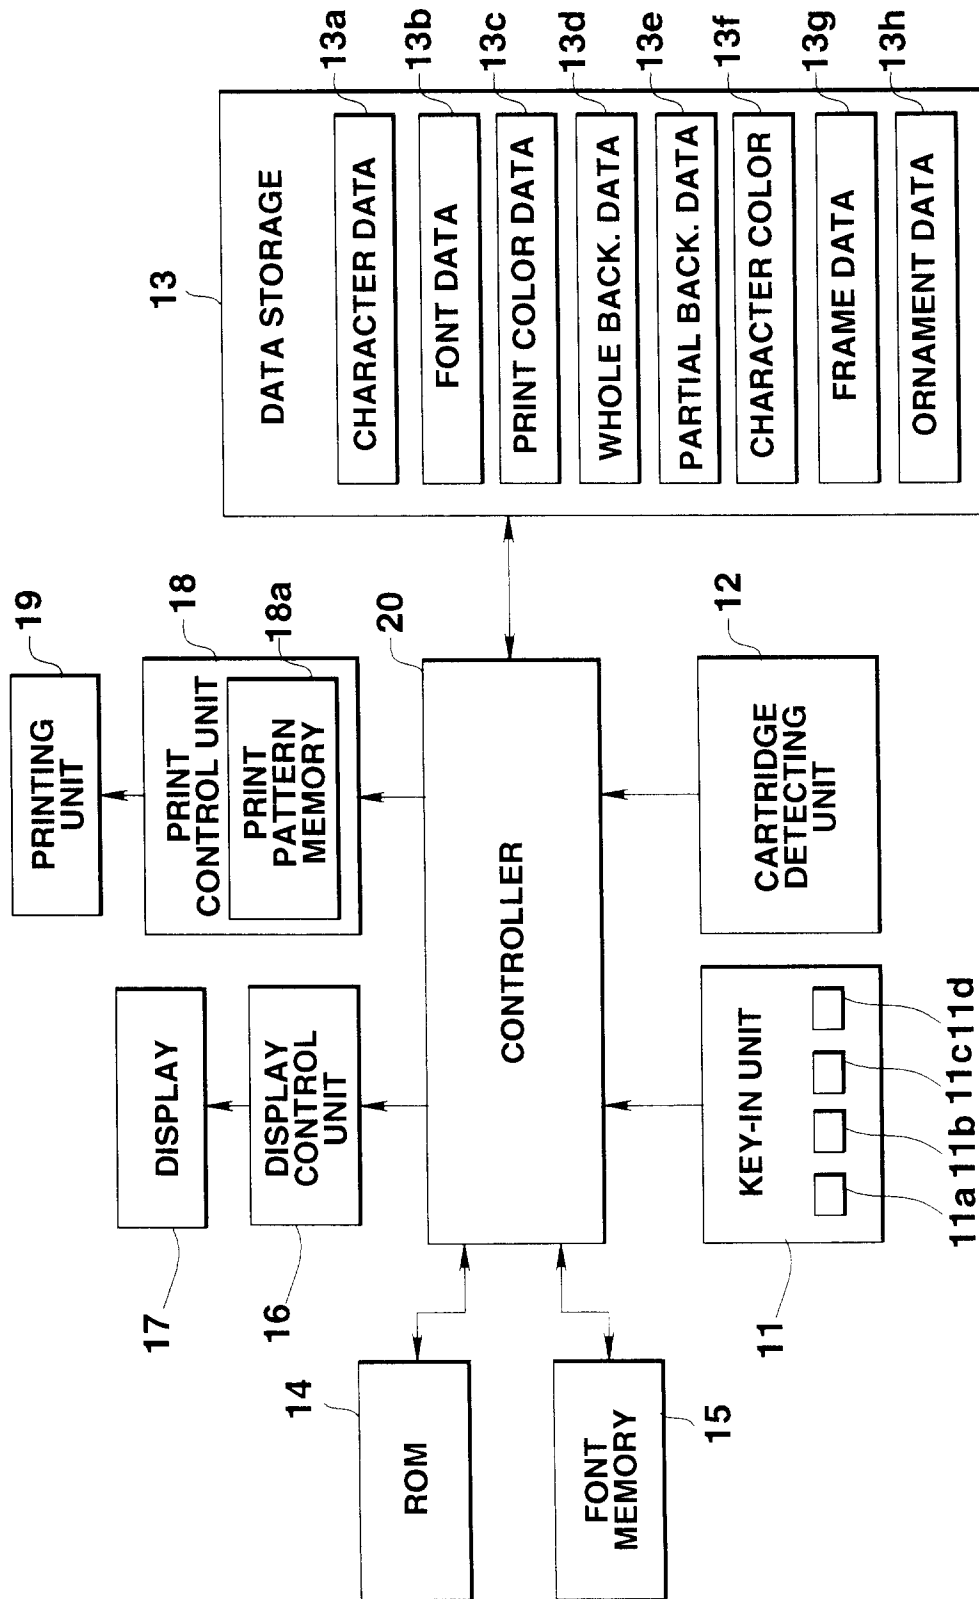 19
PRINTING
UNIT
17
DISPLAY
18
PRINT
CONTROL UNIT
18a
PRINT
PATTERN
MEMORY
16
DISPLAY
CONTROL
UNIT
14
ROM
15
FONT
MEMORY
20
CONTROLLER
11
KEY-IN UNIT
11a 11b 11c 11d
12
CARTRIDGE
DETECTING
UNIT
13
DATA STORAGE
CHARACTER DATA
13a
FONT DATA
13b
PRINT COLOR DATA
13c
WHOLE BACK. DATA
13d
PARTIAL BACK. DATA
13e
CHARACTER COLOR
13f
FRAME DATA
13g
ORNAMENT DATA
13h